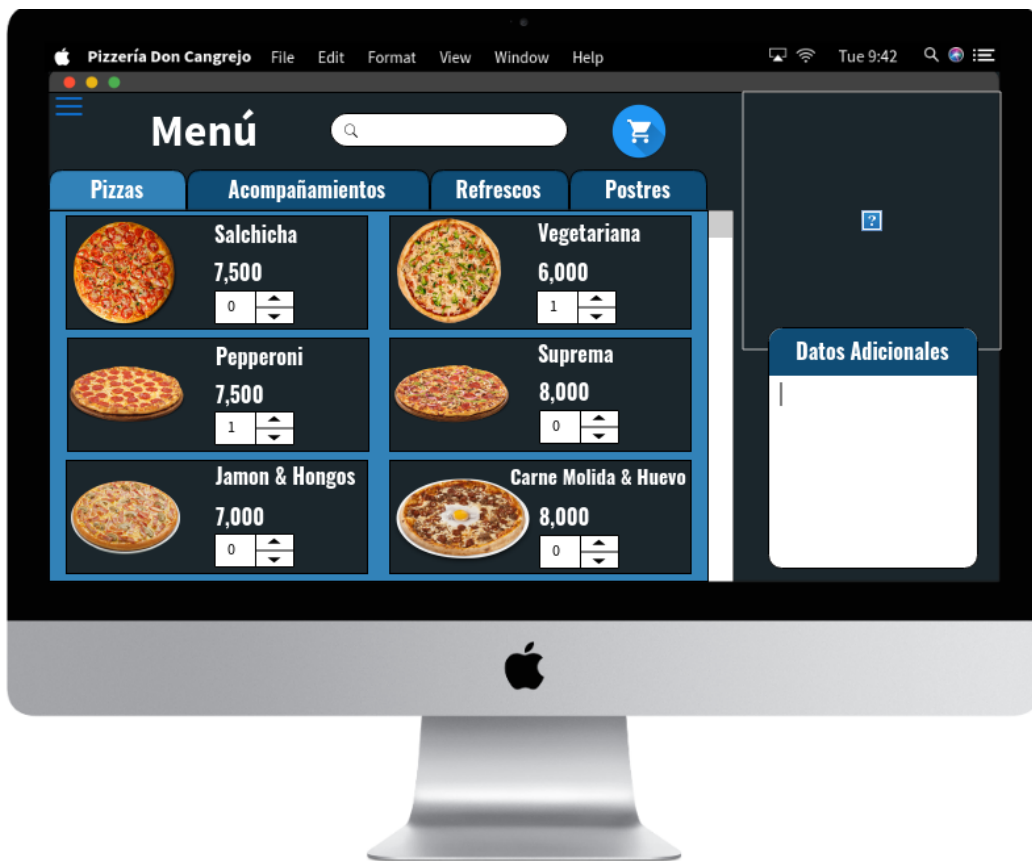 Pizzería Don Cangrejo File Edit Format View Window Help Tue 9:42
Menú
Pizzas Acompañamientos Refrescos Postres
Salchicha
7,500
0
Vegetariana
6,000
1
Pepperoni
7,500
1
Suprema
8,000
0
Jamon & Hongos
7,000
0
Carne Molida & Huevo
8,000
0
?
Datos Adicionales